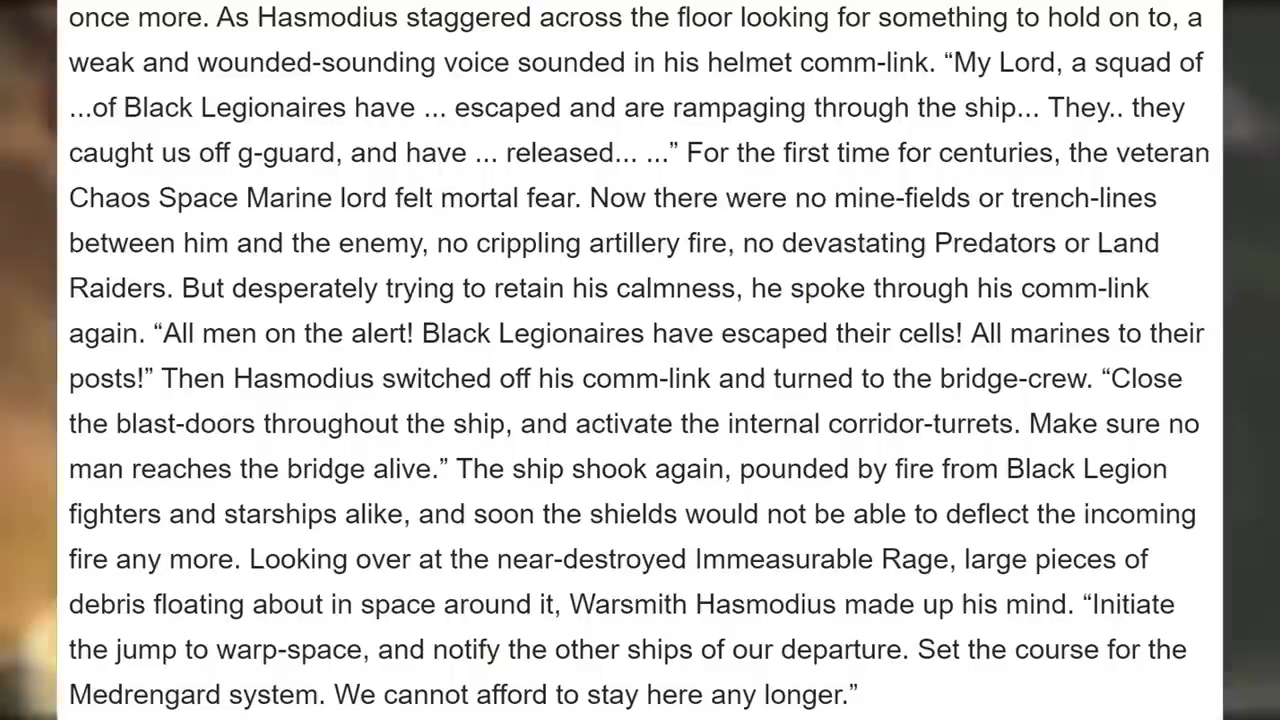 once more. As Hasmodius staggered across the floor looking for something to hold on to, a
weak and wounded-sounding voice sounded in his helmet comm-link. “My Lord, a squad of
...of Black Legionaires have ... escaped and are rampaging through the ship... They.. they
caught us off g-guard, and have ... released... ...” For the first time for centuries, the veteran
Chaos Space Marine lord felt mortal fear. Now there were no mine-fields or trench-lines
between him and the enemy, no crippling artillery fire, no devastating Predators or Land
Raiders. But desperately trying to retain his calmness, he spoke through his comm-link
again. “All men on the alert! Black Legionaires have escaped their cells! All marines to their
posts!” Then Hasmodius switched off his comm-link and turned to the bridge-crew. “Close
the blast-doors throughout the ship, and activate the internal corridor-turrets. Make sure no
man reaches the bridge alive.” The ship shook again, pounded by fire from Black Legion
fighters and starships alike, and soon the shields would not be able to deflect the incoming
fire any more. Looking over at the near-destroyed Immeasurable Rage, large pieces of
debris floating about in space around it, Warsmith Hasmodius made up his mind. “Initiate
the jump to warp-space, and notify the other ships of our departure. Set the course for the
Medrengard system. We cannot afford to stay here any longer.”